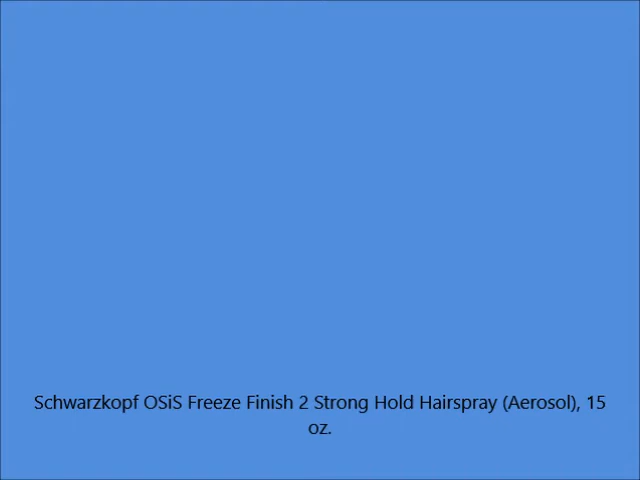 Schwarzkopf OSiS Freeze Finish 2 Strong Hold Hairspray (Aerosol), 15
oz.